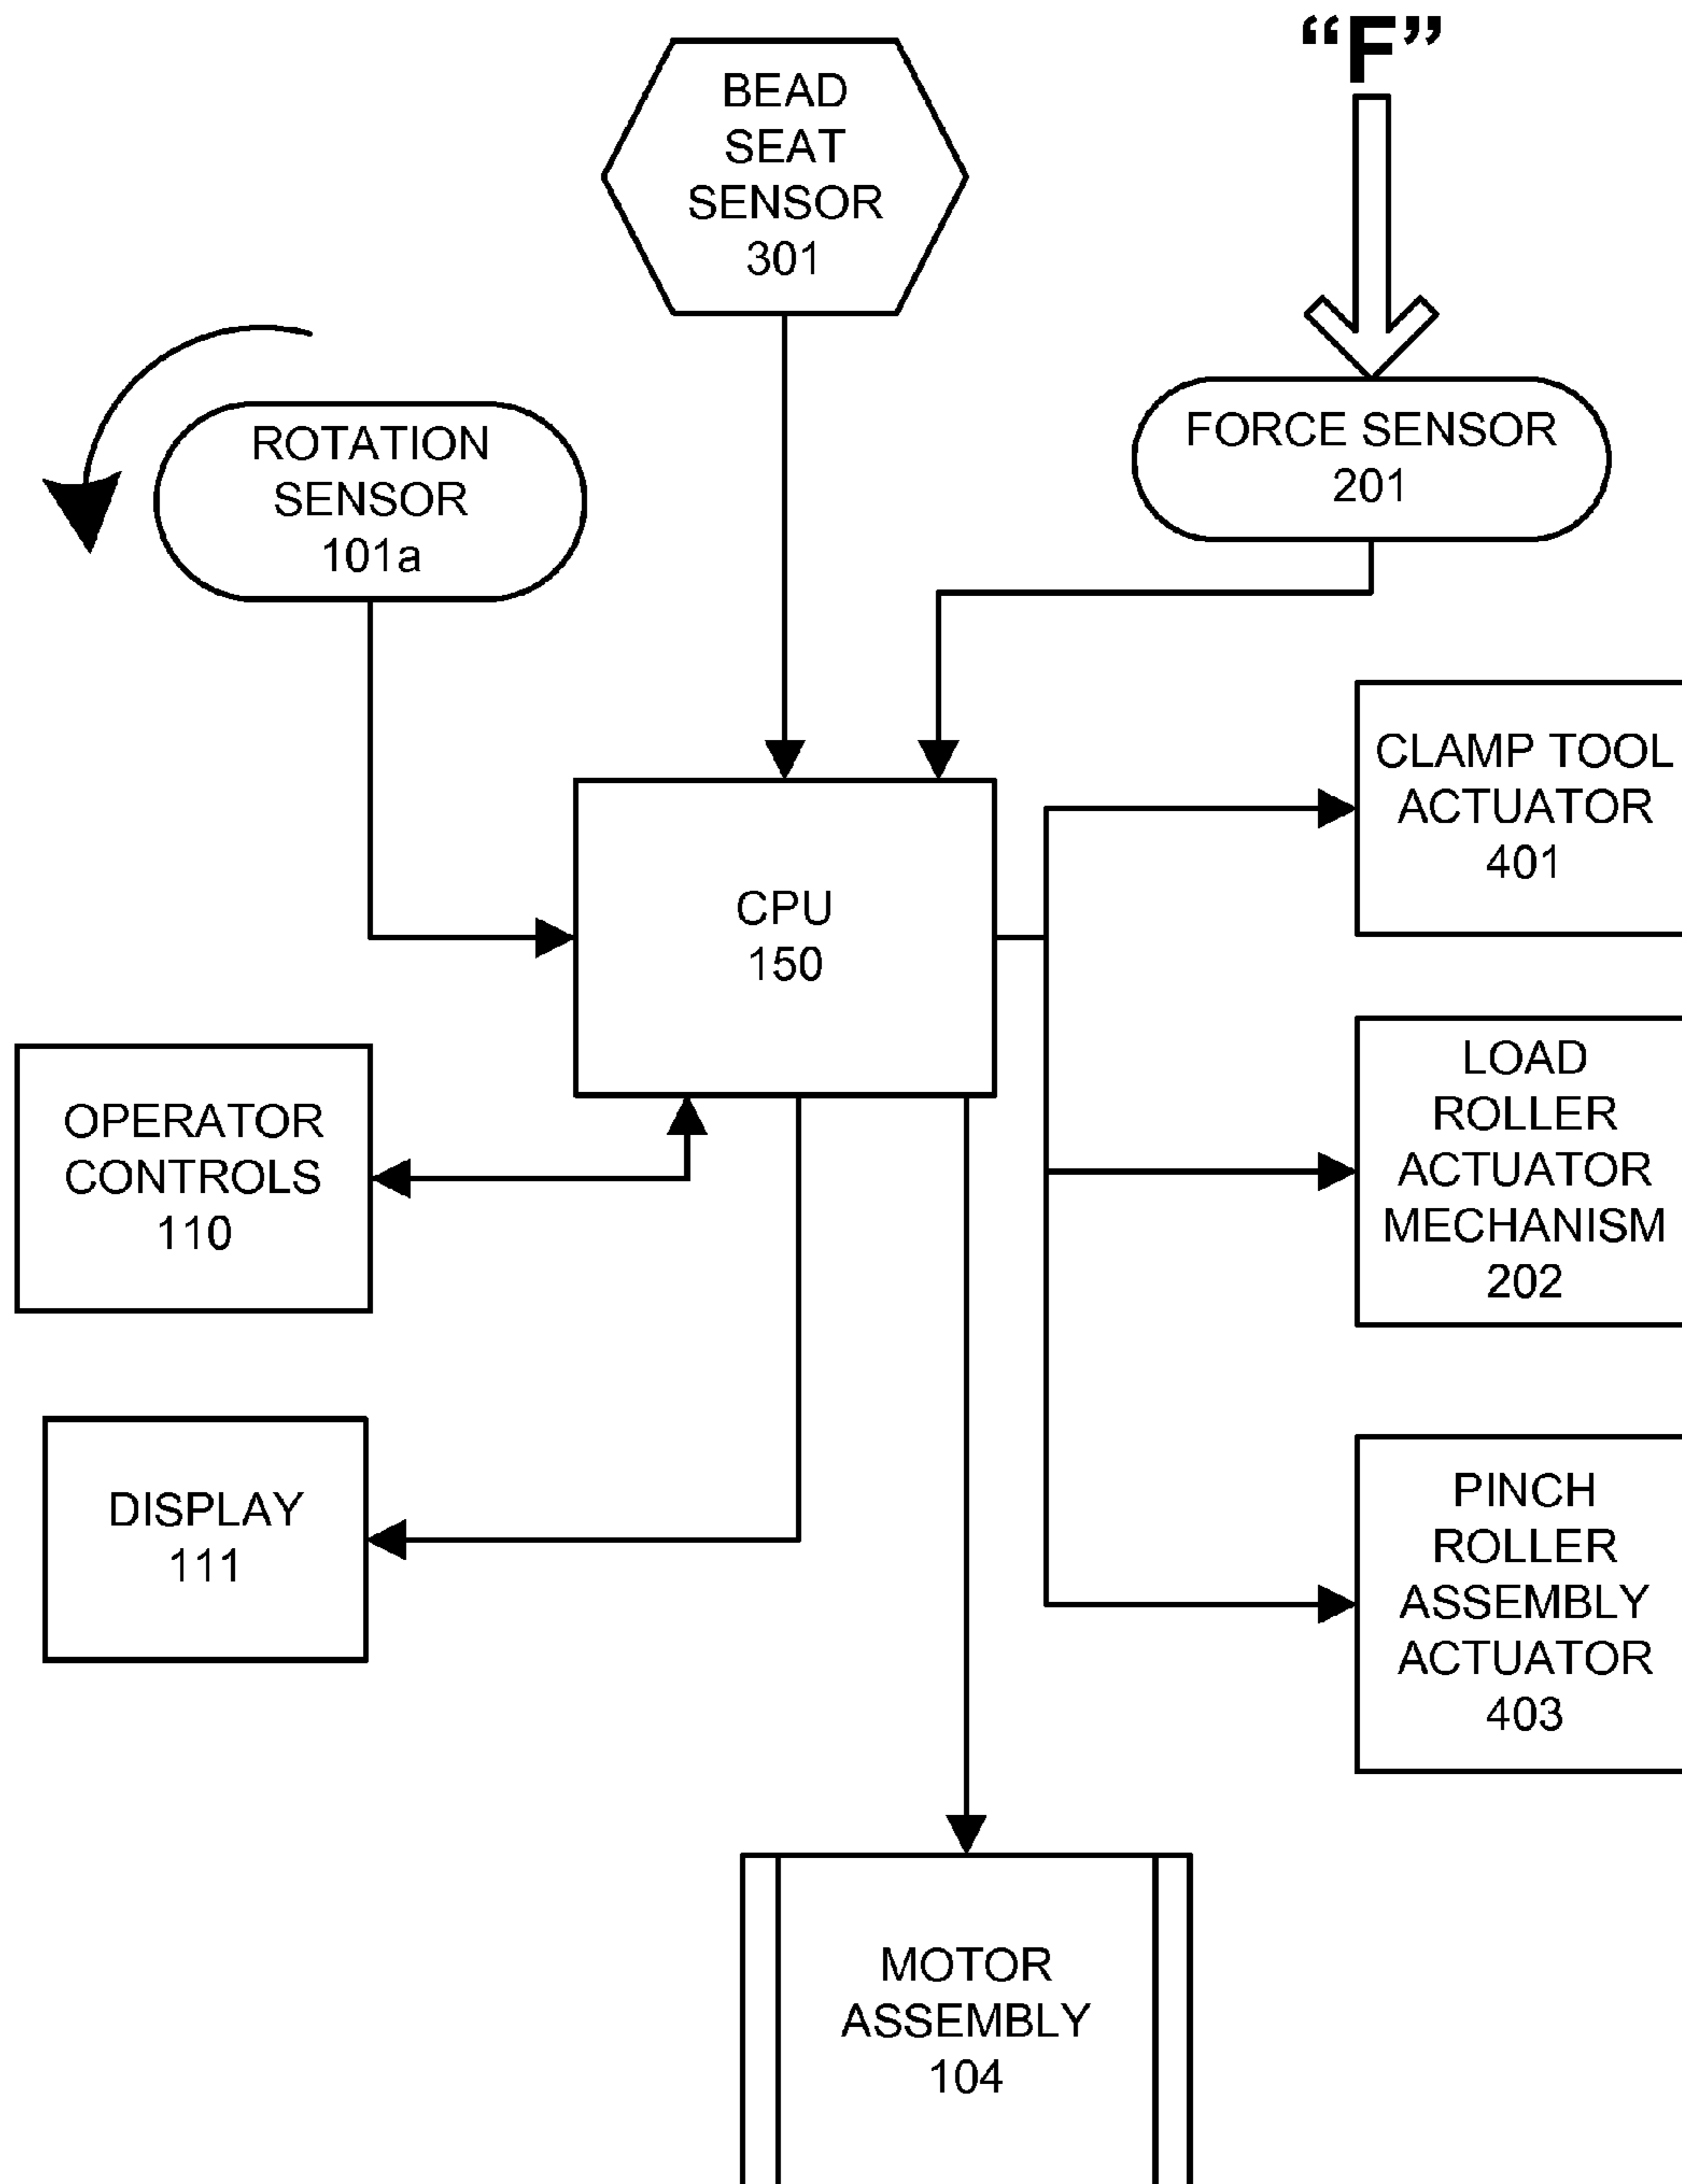 “F”
BEAD
SEAT
SENSOR
301
FORCE SENSOR
201
ROTATION
SENSOR
101a
CLAMP TOOL
ACTUATOR
401
CPU
150
LOAD
ROLLER
ACTUATOR
MECHANISM
202
OPERATOR
CONTROLS
110
DISPLAY
111
PINCH
ROLLER
ASSEMBLY
ACTUATOR
403
MOTOR
ASSEMBLY
104